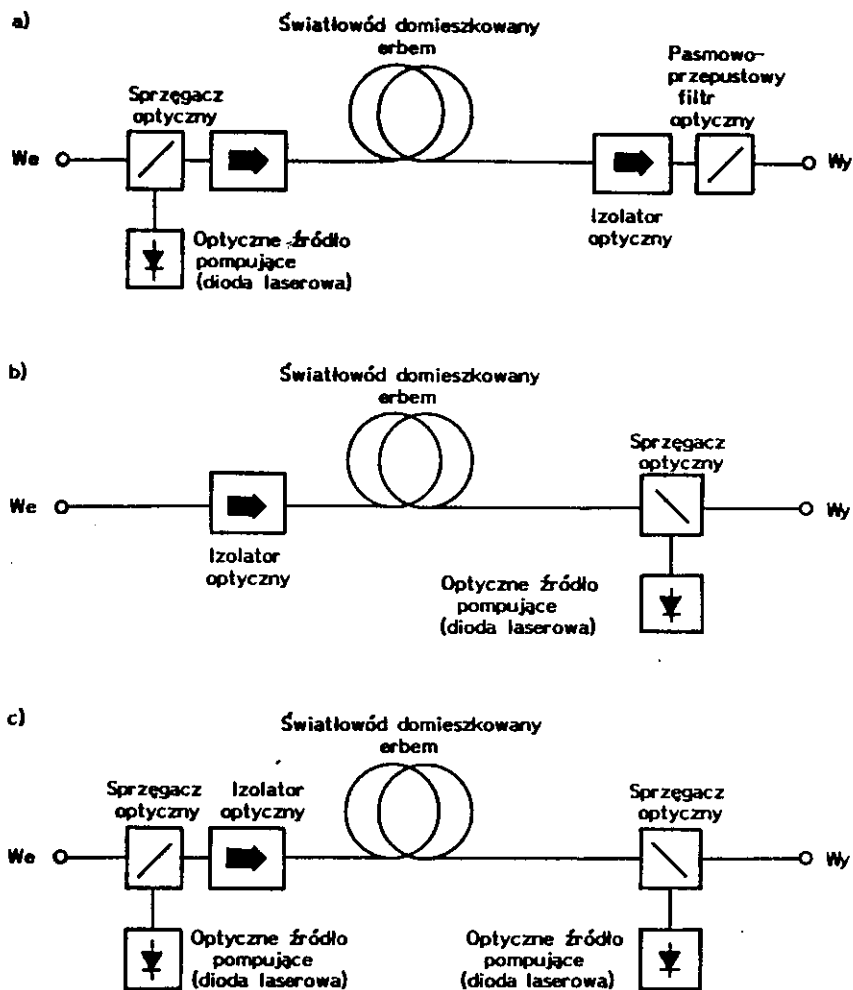 a)
Światłowód domieszkowany
erbem
Pasmowo-
przepustowy
filtr
optyczny
Sprzęgacz
optyczny
We
Wy
Izolator
optyczny
Optyczne źródło
pompujące
(dioda laserowa)
b)
Światłowód domieszkowany
erbem
Sprzęgacz
optyczny
We
Wy
Izolator
optyczny
Optyczne źródło
pompujące
(dioda laserowa)
c)
Światłowód domieszkowany
erbem
Sprzęgacz
optyczny
Izolator
optyczny
Sprzęgacz
optyczny
We
Wy
Optyczne źródło
pompujące
(dioda laserowa)
Optyczne źródło
pompujące
(dioda laserowa)